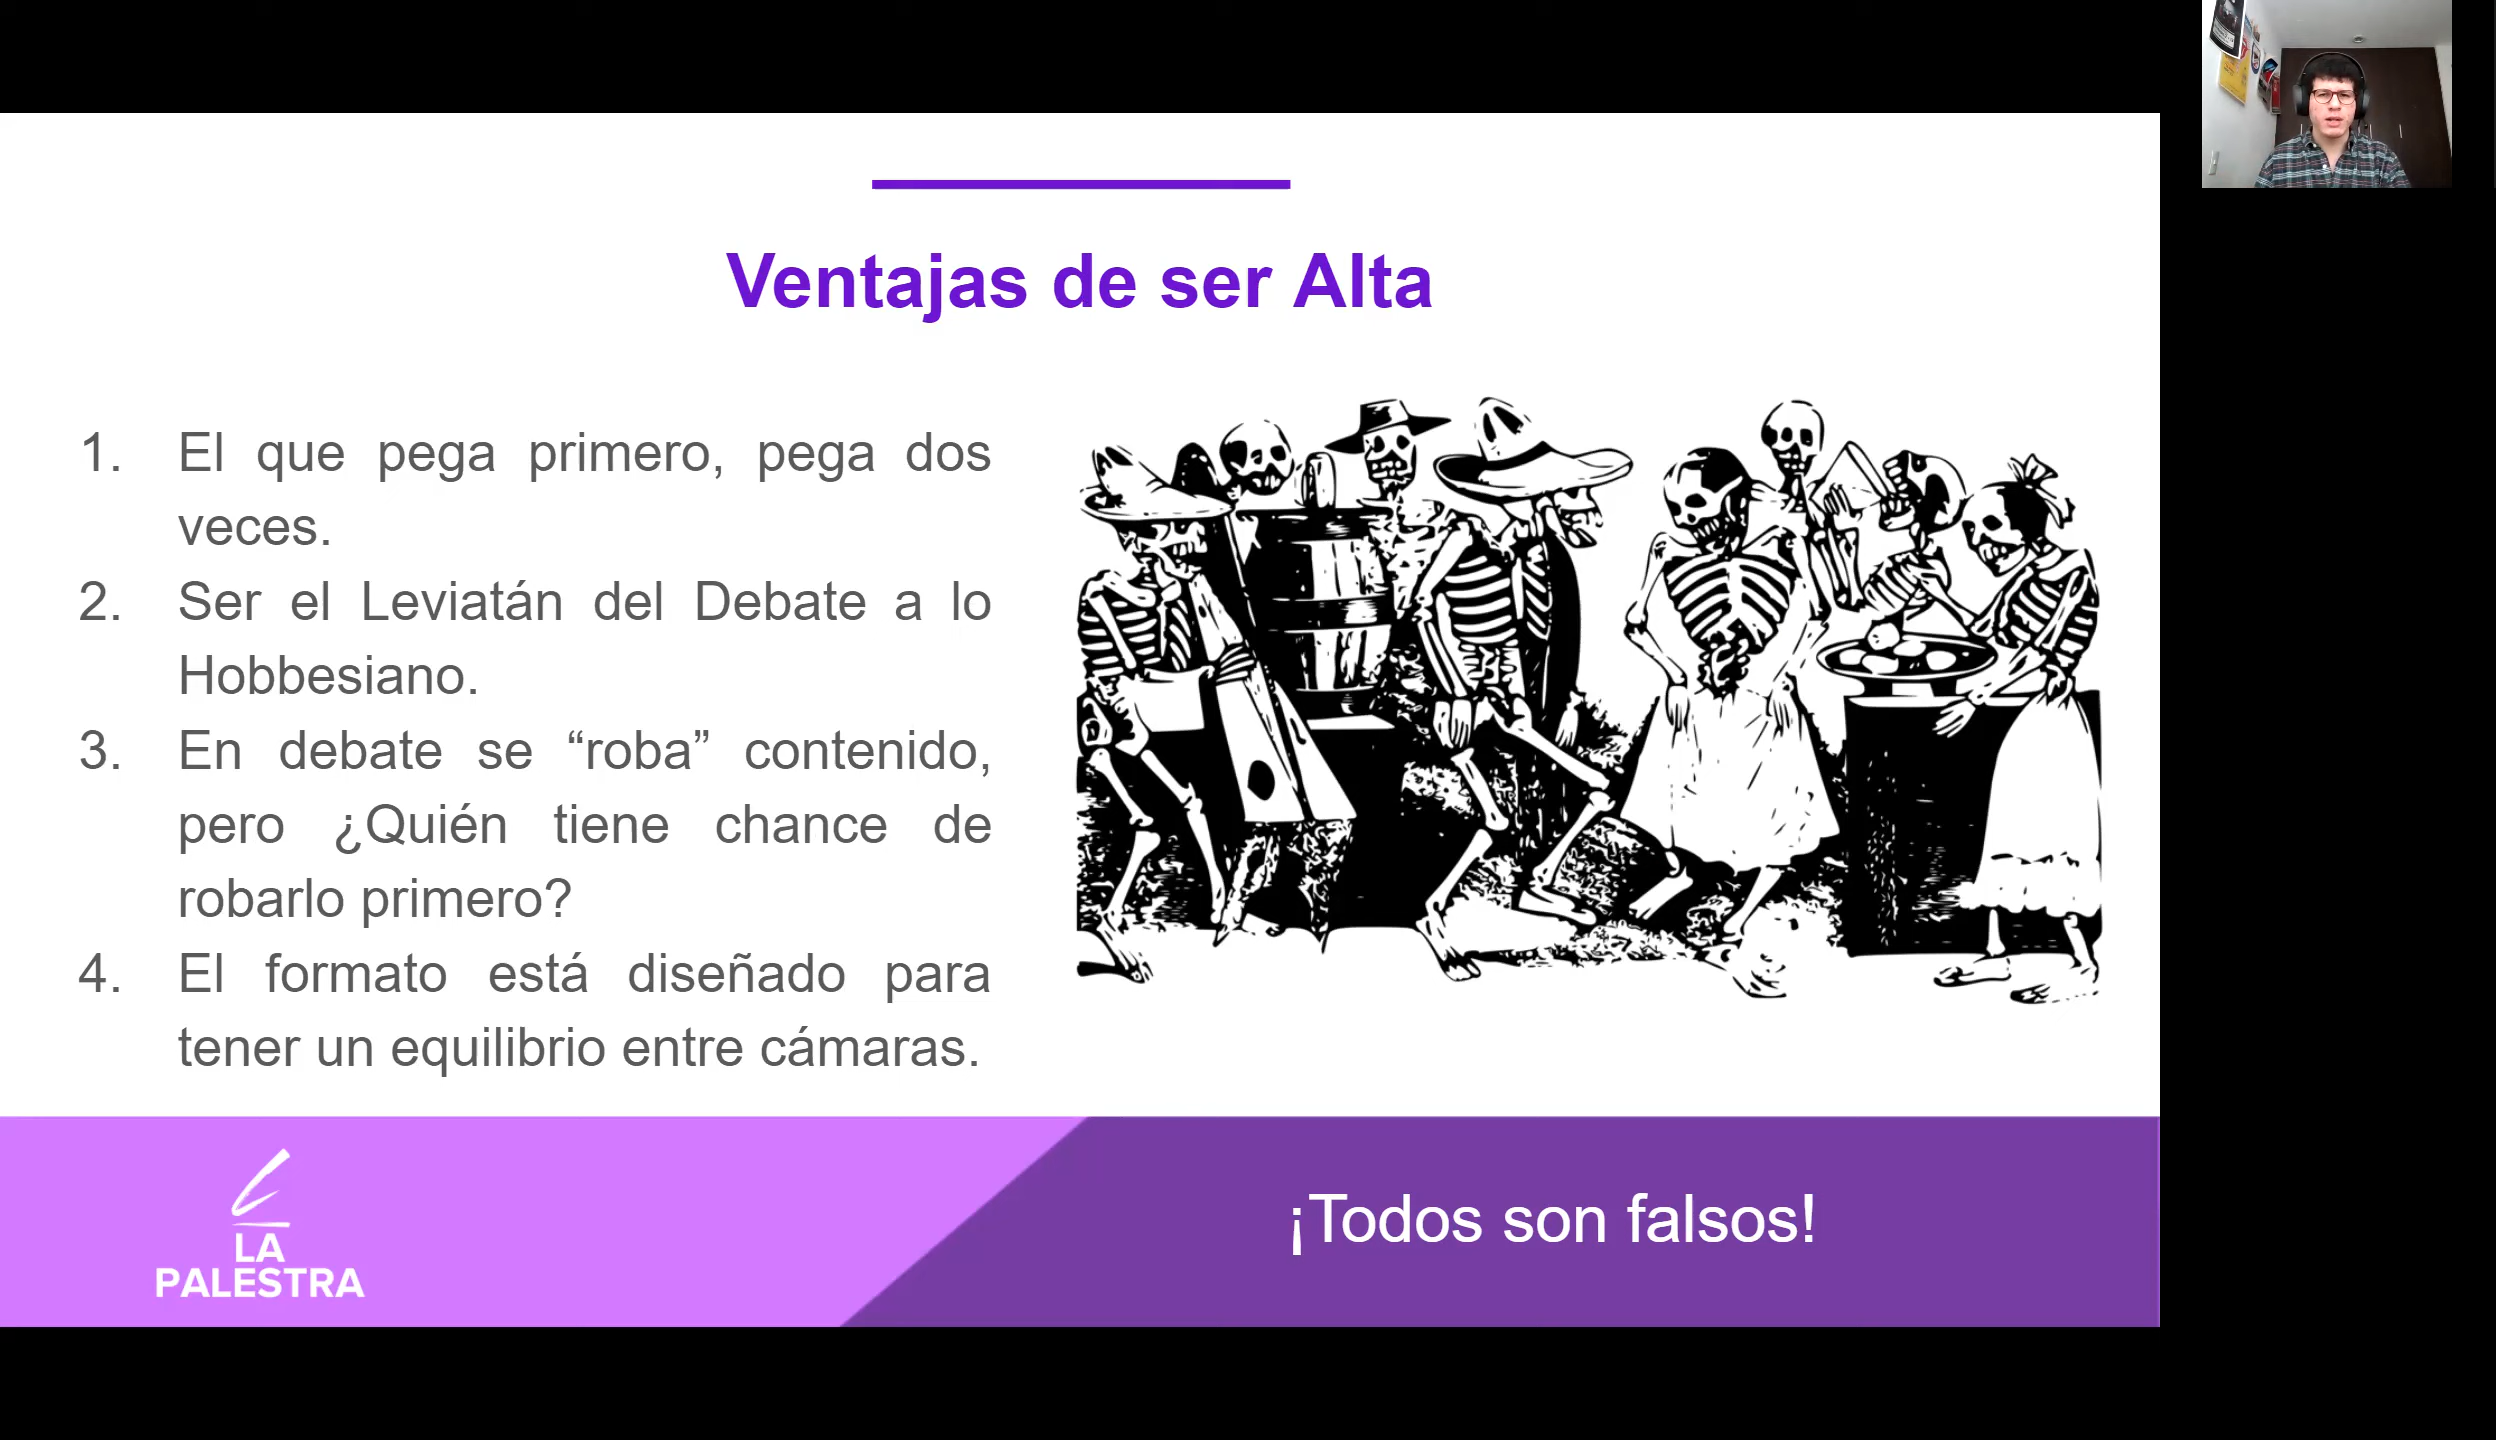 Ventajas de ser Alta
1. El que pega primero, pega dos
veces.
2. Ser el Leviatán del Debate a lo
Hobbesiano.
3. En debate se “roba” contenido,
pero ¿Quién tiene chance de
robarlo primero?
4. El formato está diseñado para
tener un equilibrio entre cámaras.
LA
PALESTRA
¡Todos son falsos!